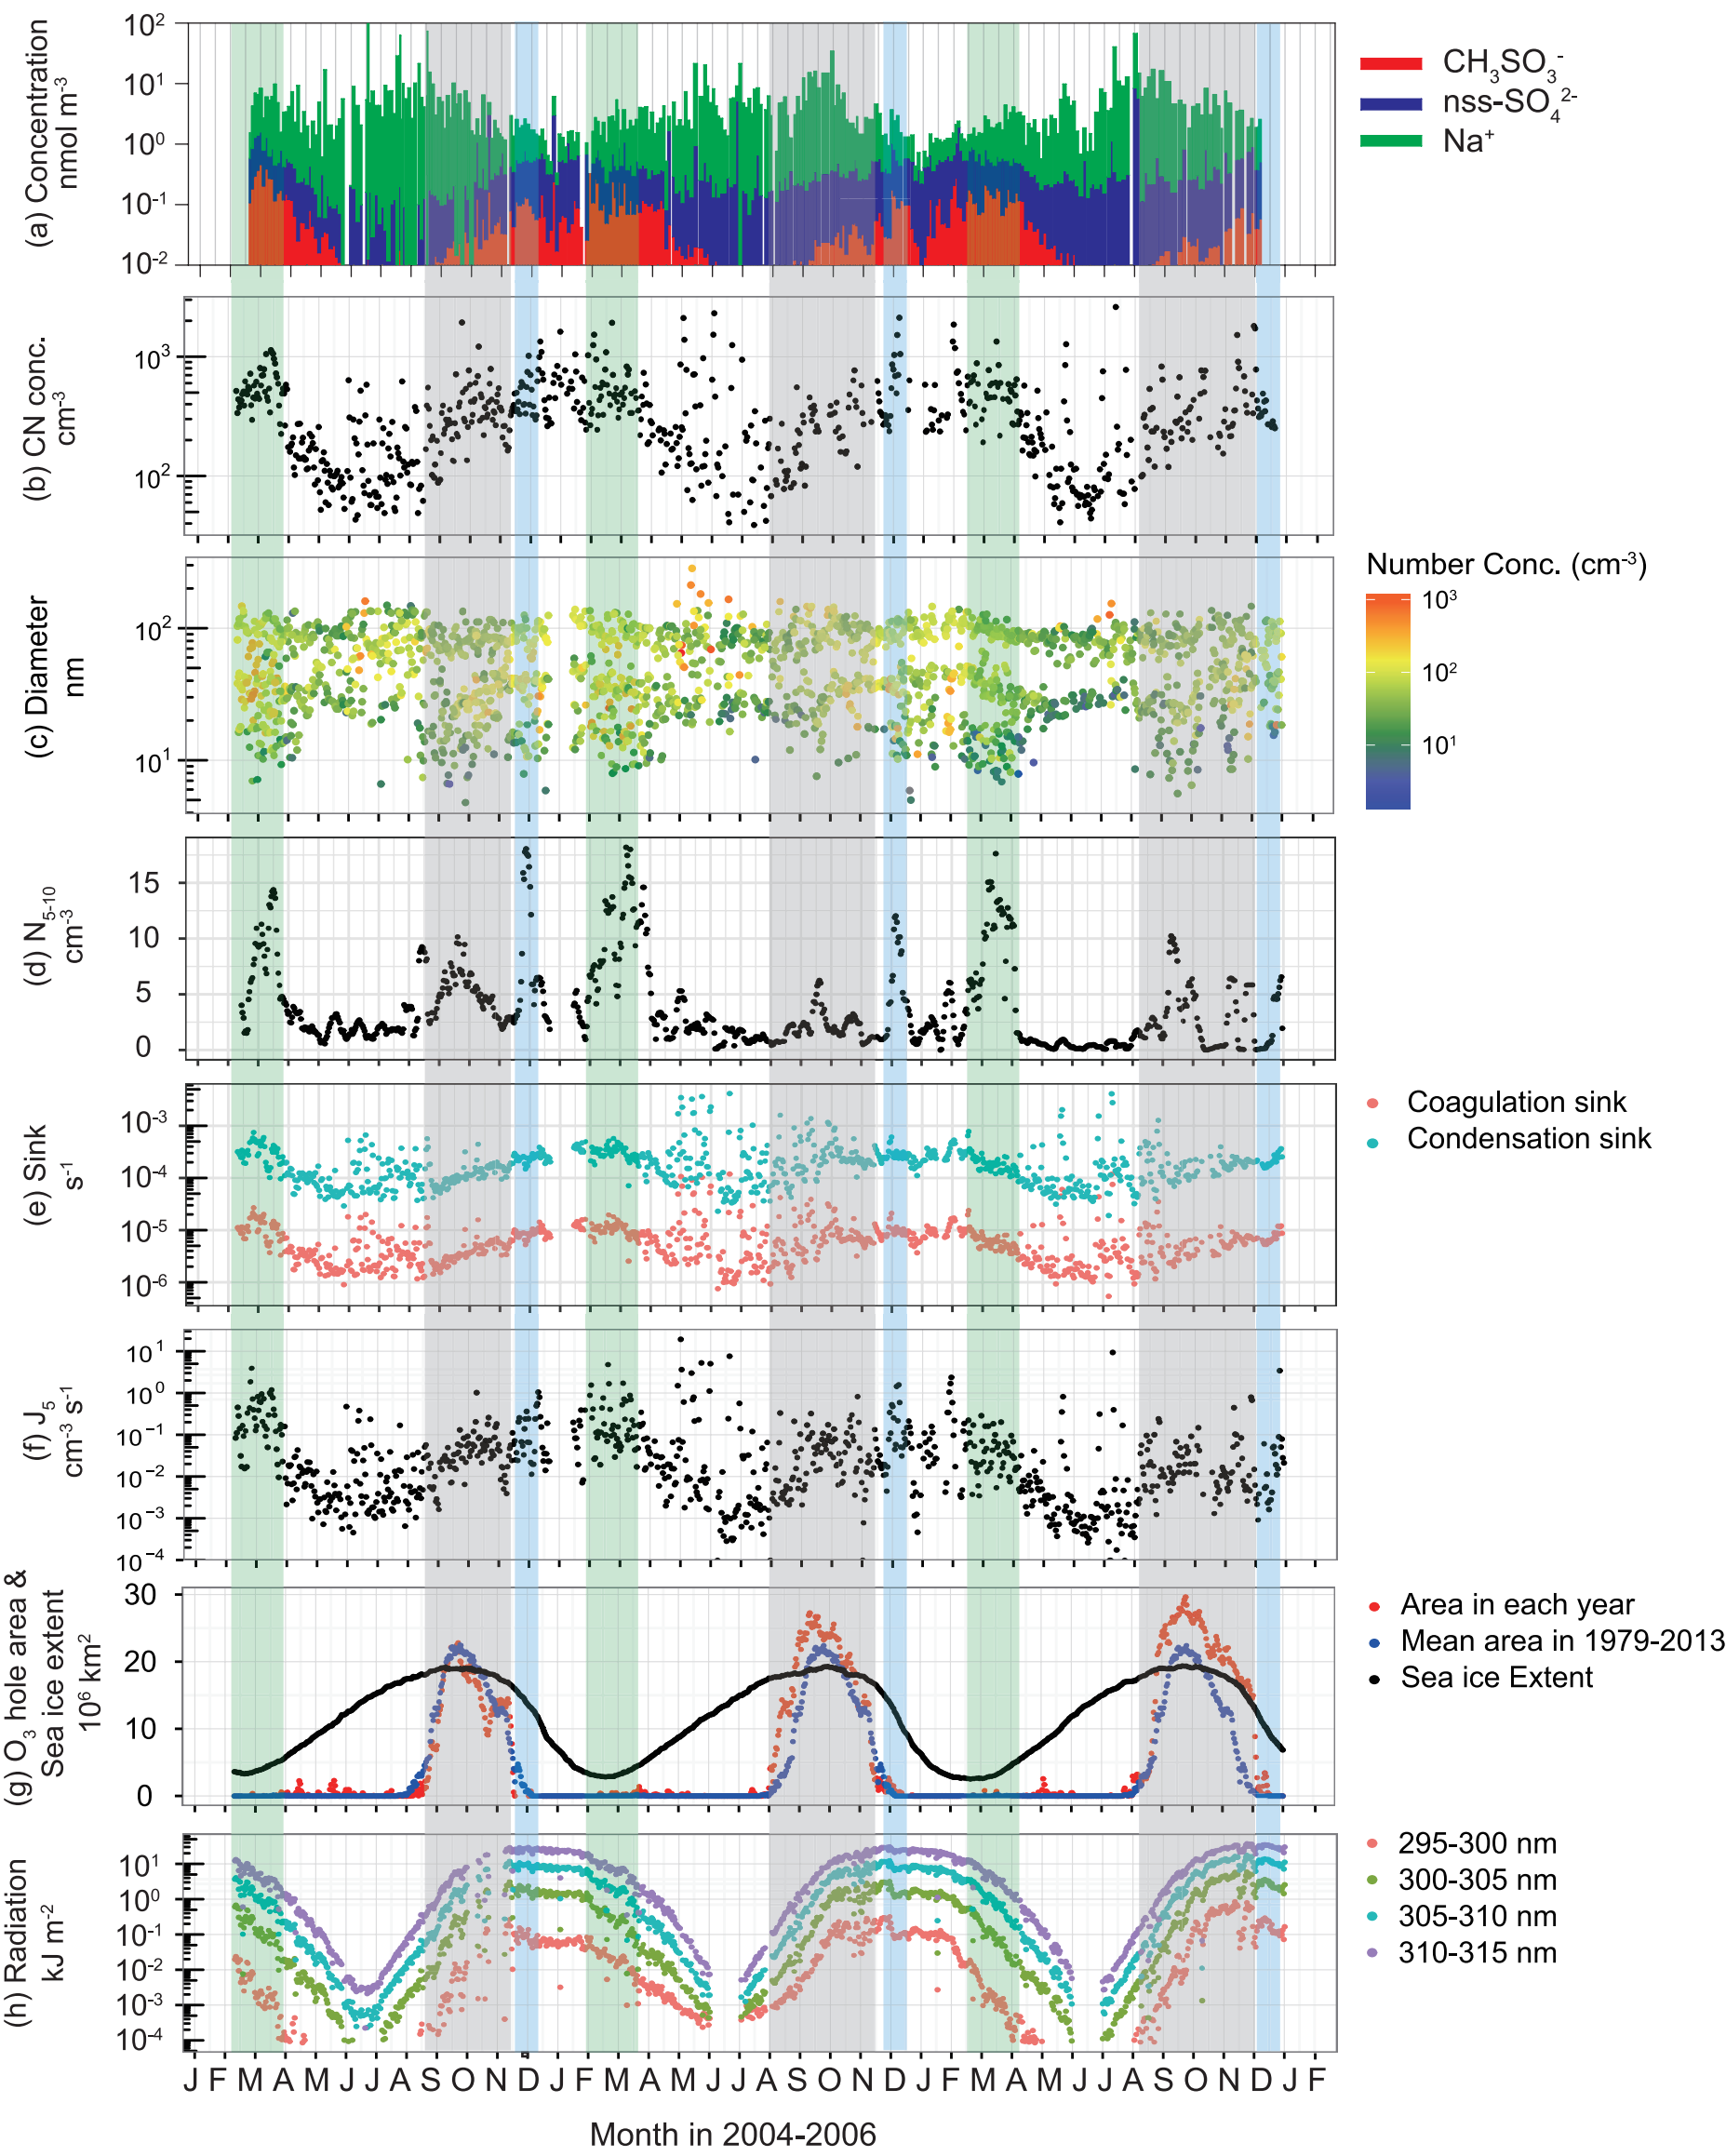 (a) Concentration
nmol m-3
10²
10¹
10⁰
10-1
10-2
CH₃SO₃-
nss-SO₄²-
Na⁺
(b) CN conc.
cm-3
10³
10²
(c) Diameter
nm
10²
10¹
Number Conc. (cm-3)
10³
10²
10¹
(d) N5-10
cm-3
15
10
5
0
(e) Sink
s-1
10-3
10-4
10-5
10-6
Coagulation sink
Condensation sink
(f) J5
cm-3 s-1
10¹
10⁰
10−1
10−2
10−3
10−4
(g) O₃ hole area &
Sea ice extent
10⁶ km²
30
20
10
0
Area in each year
Mean area in 1979-2013
Sea ice Extent
(h) Radiation
kJ m-2
10¹
10⁰
10-1
10-2
10-3
10-4
295-300 nm
300-305 nm
305-310 nm
310-315 nm
J F M A M J J A S O N D J F M A M J J A S O N D J F M A M J J A S O N D J F
Month in 2004-2006